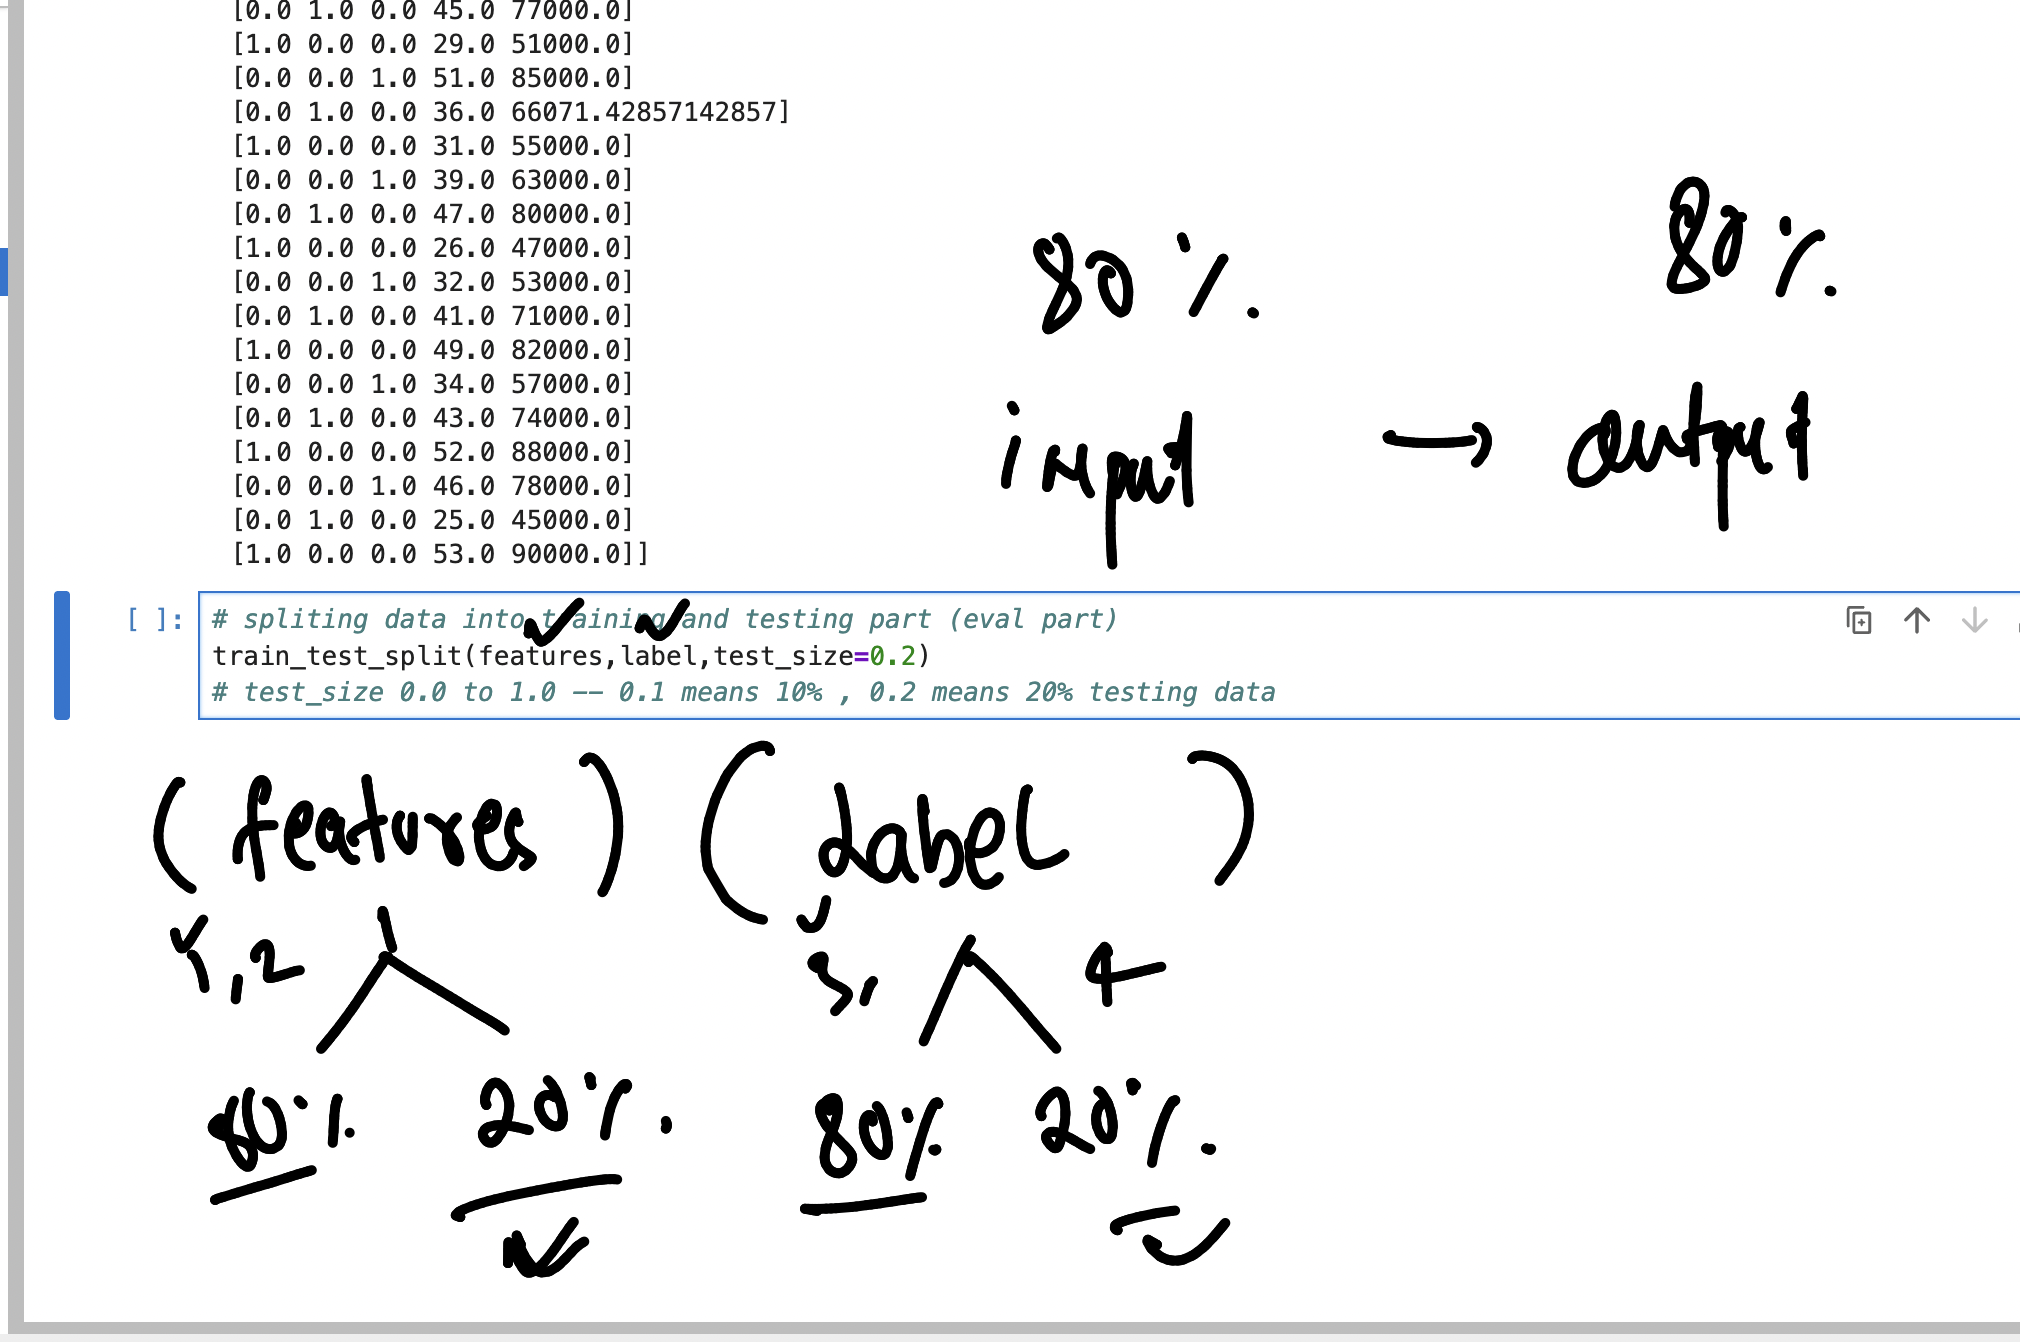 [0.0 1.0 0.0 45.0 77000.0]
[1.0 0.0 0.0 29.0 51000.0]
[0.0 0.0 1.0 51.0 85000.0]
[0.0 1.0 0.0 36.0 66071.42857142857]
[1.0 0.0 0.0 31.0 55000.0]
[0.0 0.0 1.0 39.0 63000.0]
[0.0 1.0 0.0 47.0 80000.0]
[1.0 0.0 0.0 26.0 47000.0]
[0.0 0.0 1.0 32.0 53000.0]
[0.0 1.0 0.0 41.0 71000.0]
[1.0 0.0 0.0 49.0 82000.0]
[0.0 0.0 1.0 34.0 57000.0]
[0.0 1.0 0.0 43.0 74000.0]
[1.0 0.0 0.0 52.0 88000.0]
[0.0 0.0 1.0 46.0 78000.0]
[0.0 1.0 0.0 25.0 45000.0]
[1.0 0.0 0.0 53.0 90000.0]]
80 %. 80 %.
input → output
[ ]:
# spliting data into training and testing part (eval part)
train_test_split(features,label,test_size=0.2)
# test_size 0.0 to 1.0 -- 0.1 means 10% , 0.2 means 20% testing data
(features) (Label)
1,2 3, 4
80%. 20%. 80% 20%.